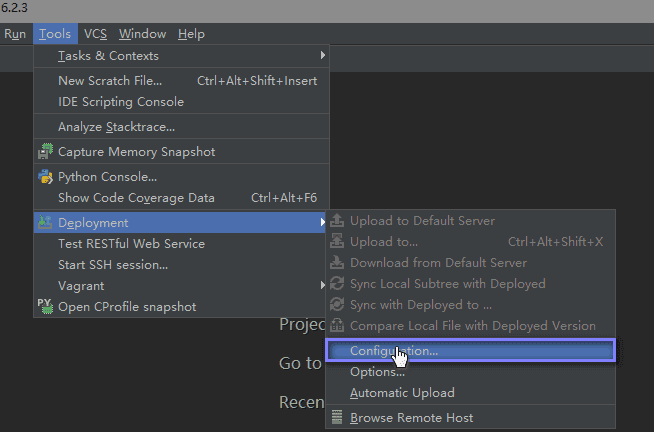 6.2.3
Run Tools VCS Window Help
Tasks & Contexts
New Scratch File... Ctrl+Alt+Shift+Insert
IDE Scripting Console
Analyze Stacktrace...
Capture Memory Snapshot
Python Console...
Show Code Coverage Data Ctrl+Alt+F6
Deployment
Test RESTful Web Service
Start SSH session...
Vagrant
PY
Open CProfile snapshot
Upload to Default Server
Upload to... Ctrl+Alt+Shift+X
Download from Default Server
Sync Local Subtree with Deployed
Sync with Deployed to ...
Compare Local File with Deployed Version
Configuration...
Options...
Automatic Upload
Browse Remote Host
Projec
Go to
Recen